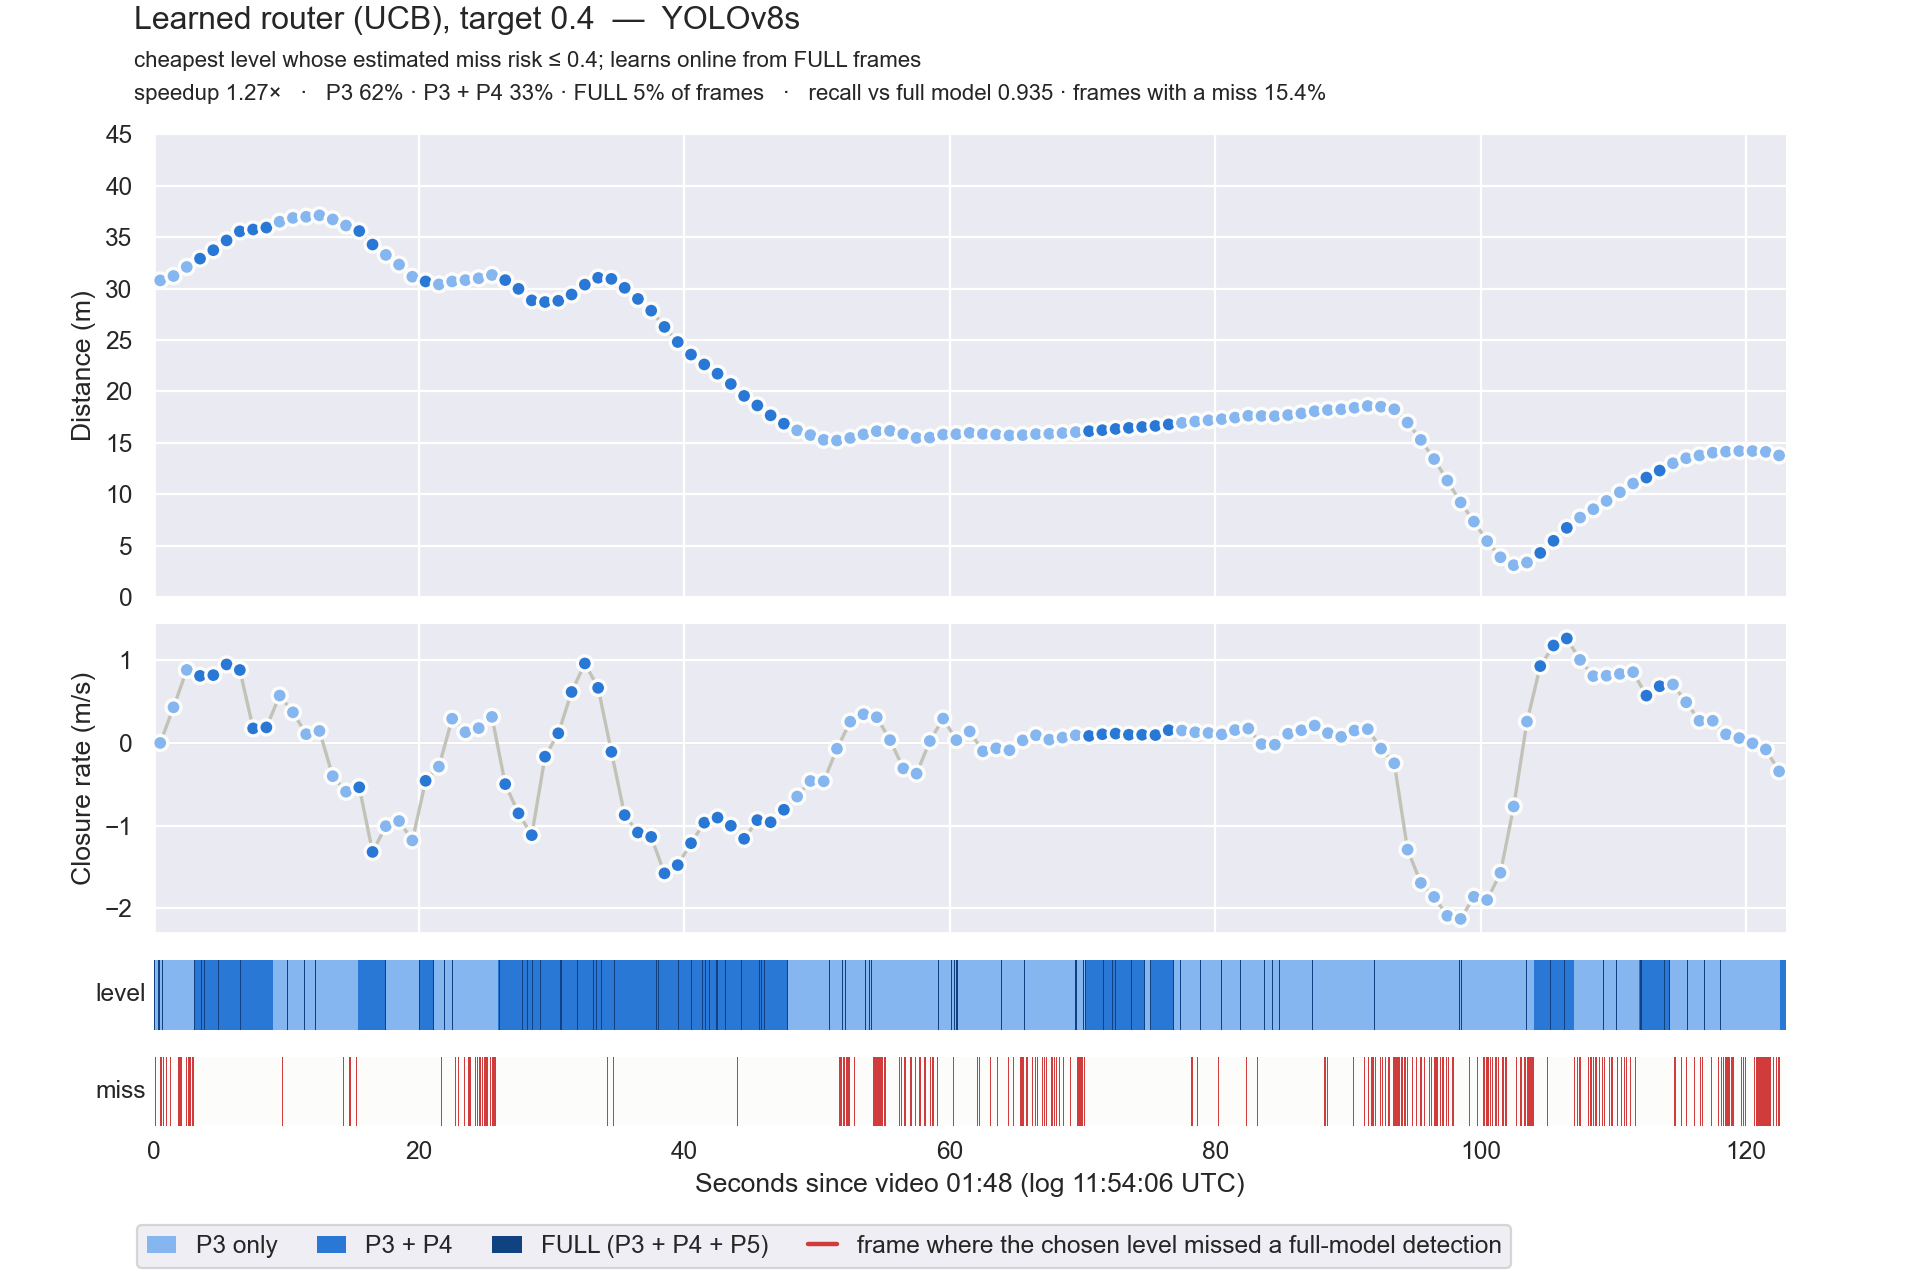 Learned router (UCB), target 0.4 — YOLOv8s
cheapest level whose estimated miss risk ≤ 0.4; learns online from FULL frames
speedup 1.27× · P3 62% · P3 + P4 33% · FULL 5% of frames · recall vs full model 0.935 · frames with a miss 15.4%
45
40
35
30
25
20
15
10
5
0
Distance (m)
1
0
−1
−2
Closure rate (m/s)
level
miss
0 20 40 60 80 100 120
Seconds since video 01:48 (log 11:54:06 UTC)
P3 only P3 + P4 FULL (P3 + P4 + P5) frame where the chosen level missed a full-model detection